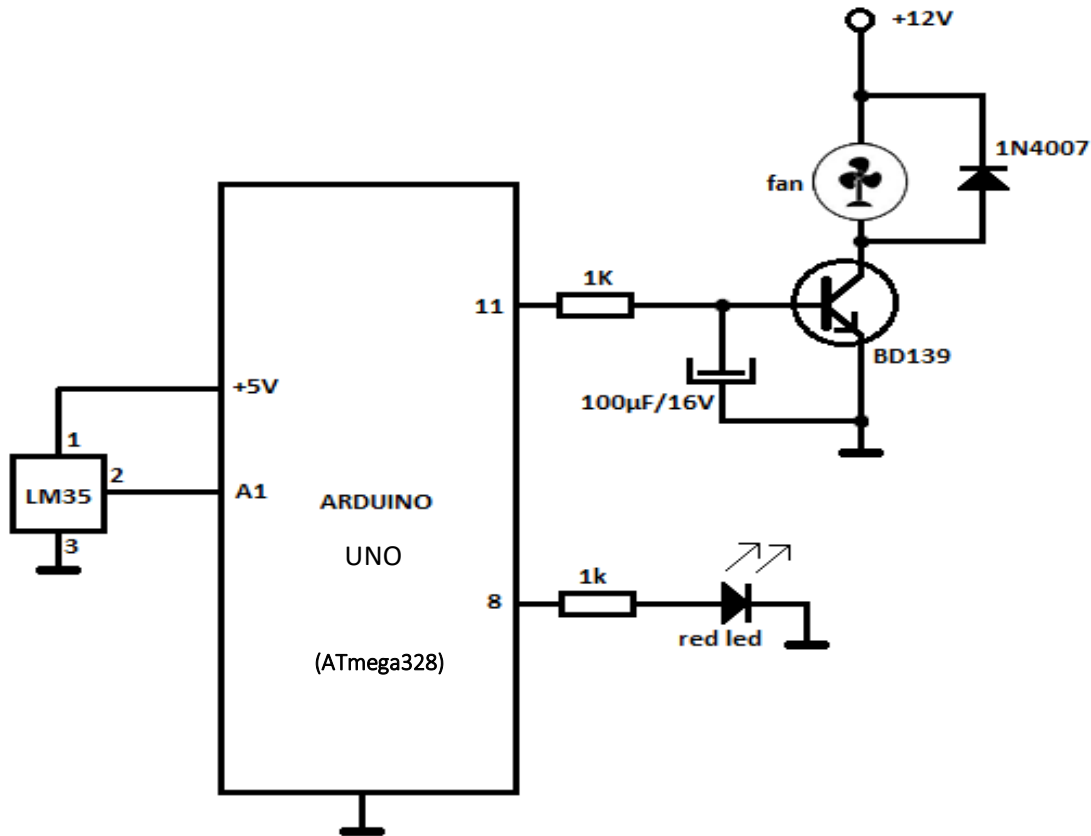 +12V
1N4007
fan
1K
11
BD139
+5V
100µF/16V
1
2
LM35
A1
ARDUINO
3
UNO
1k
8
red led
(ATmega328)